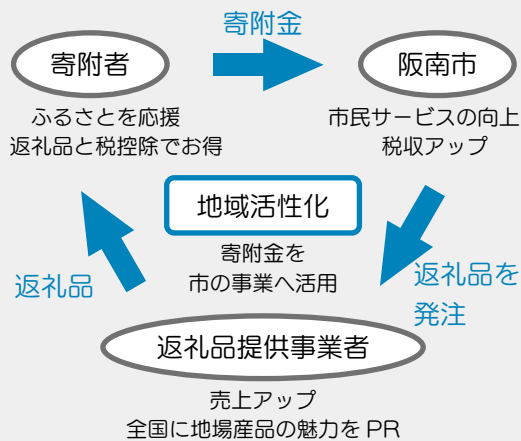 寄附金
寄附者
阪南市
ふるさとを応援
返礼品と税控除でお得
市民サービスの向上
税収アップ
地域活性化
寄附金を
市の事業へ活用
返礼品
返礼品を
発注
返礼品提供事業者
売上アップ
全国に地場産品の魅力を PR